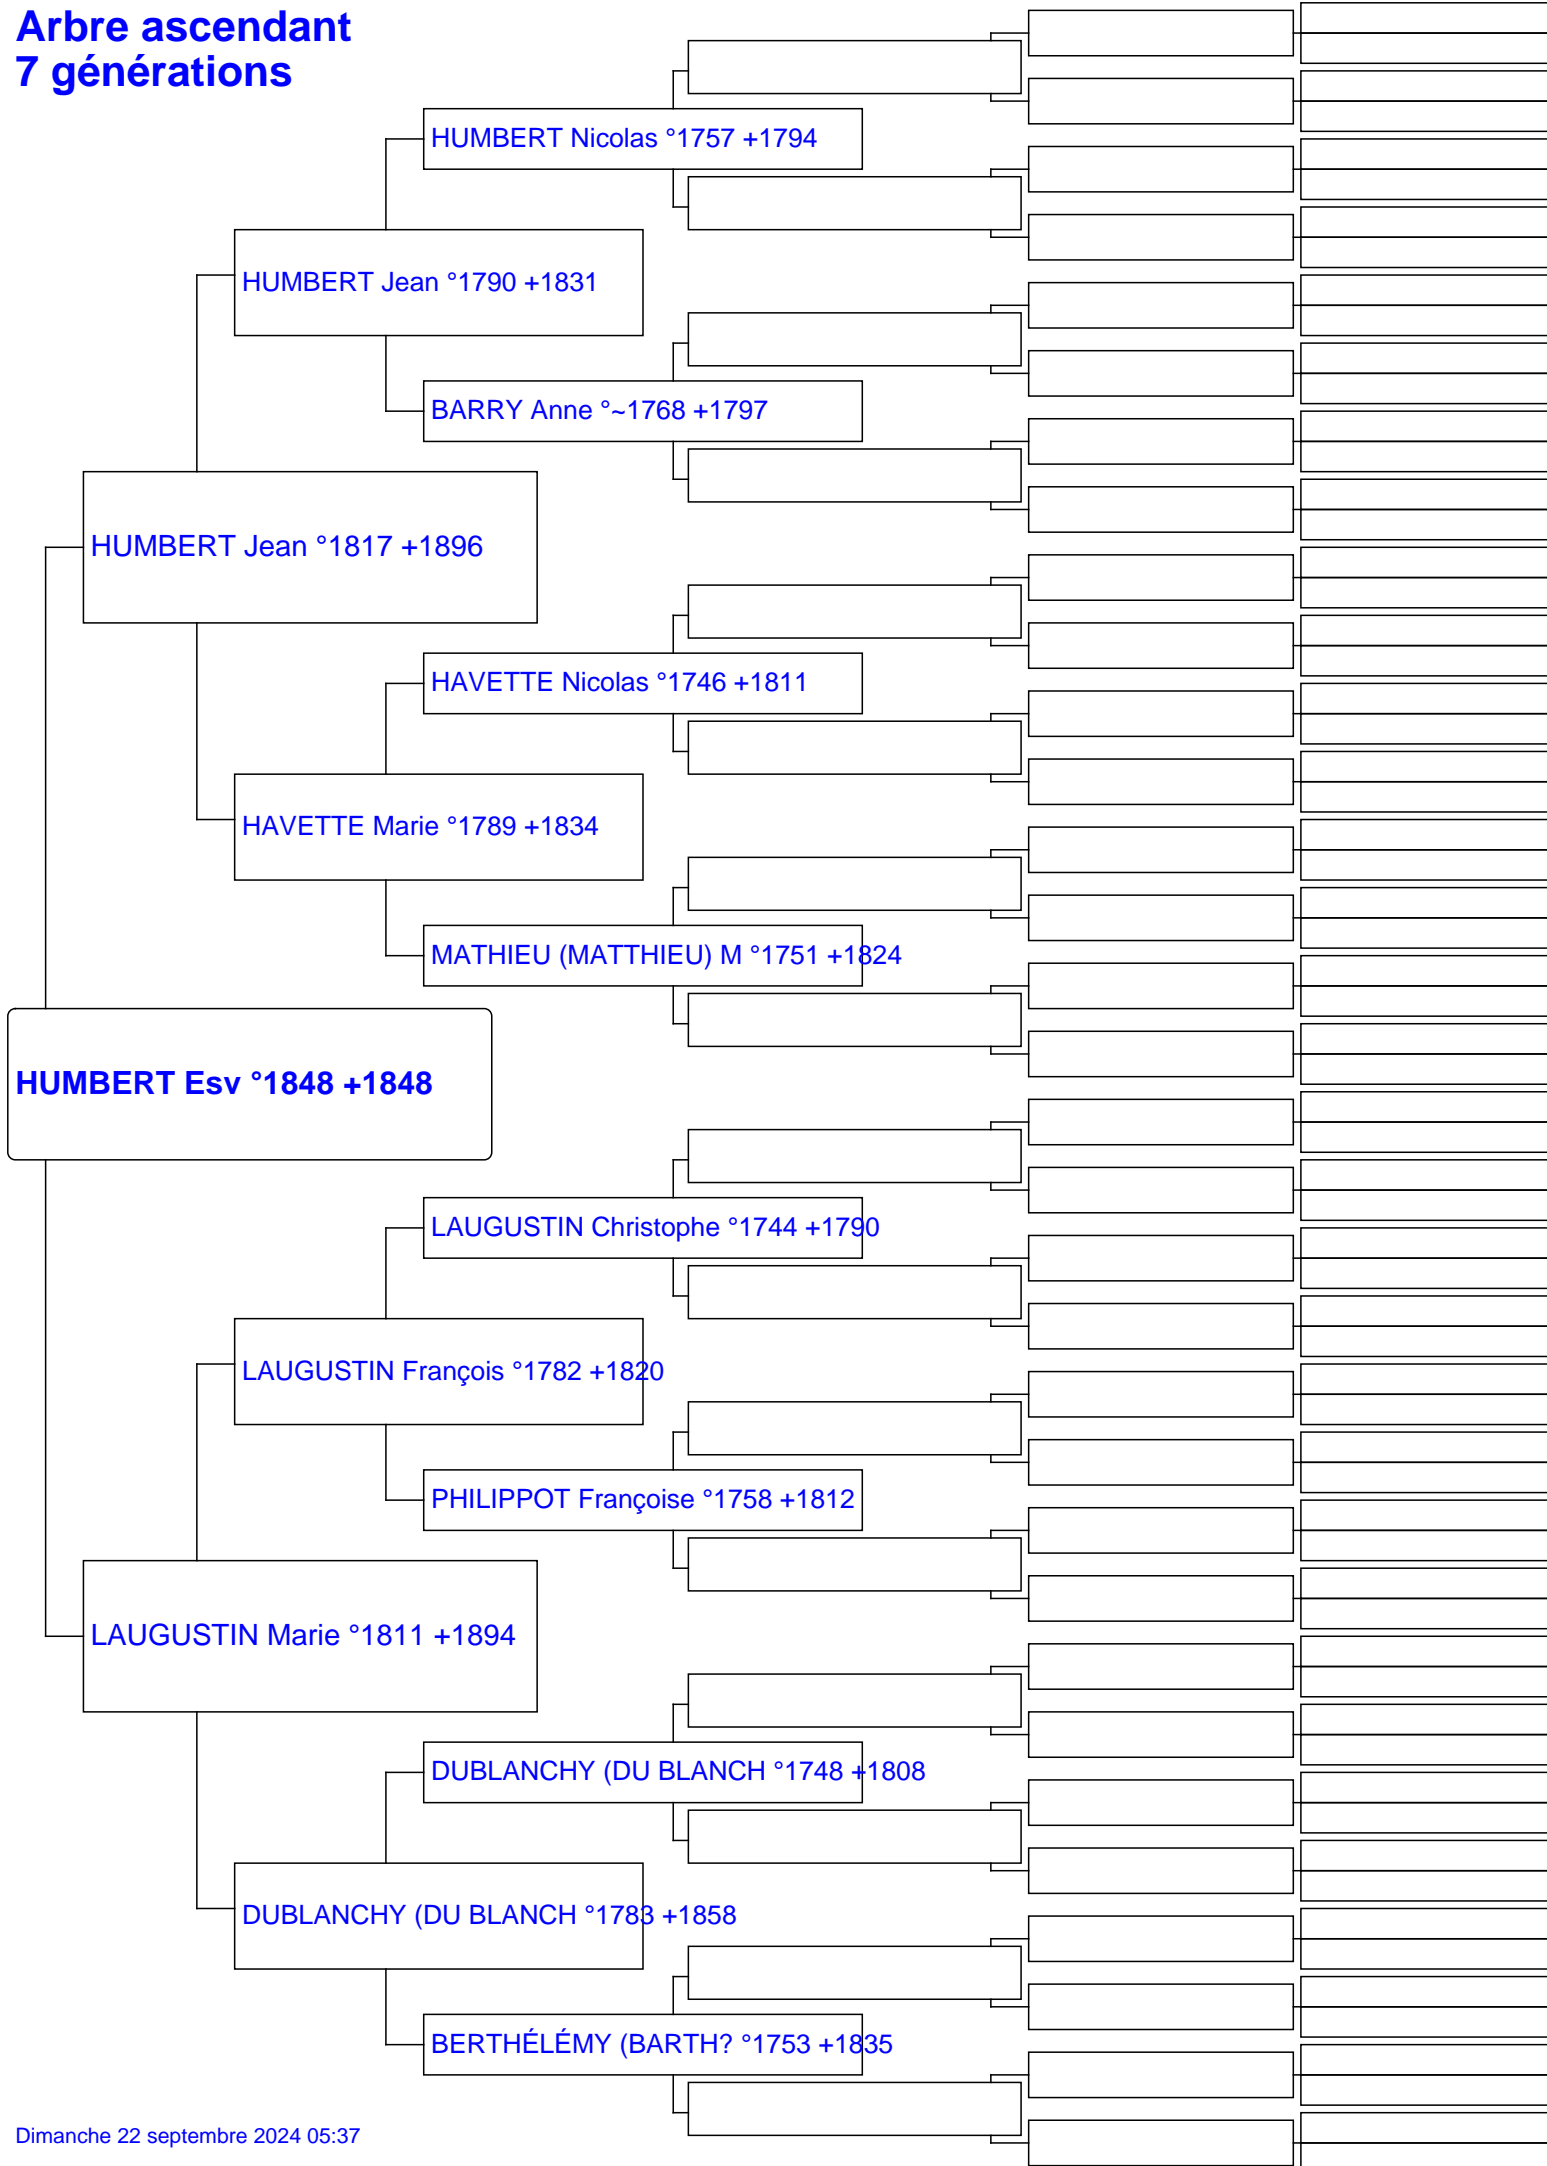 Arbre ascendant
7 générations
HUMBERT Nicolas °1757 +1794
HUMBERT Jean °1790 +1831
BARRY Anne °~1768 +1797
HUMBERT Jean °1817 +1896
HAVETTE Nicolas °1746 +1811
HAVETTE Marie °1789 +1834
MATHIEU (MATTHIEU) M °1751 +1824
HUMBERT Esv °1848 +1848
LAUGUSTIN Christophe °1744 +1790
LAUGUSTIN François °1782 +1820
PHILIPPOT Françoise °1758 +1812
LAUGUSTIN Marie °1811 +1894
DUBLANCHY (DU BLANCH °1748 +1808
DUBLANCHY (DU BLANCH °1783 +1858
BERTHÉLÉMY (BARTH? °1753 +1835
Dimanche 22 septembre 2024 05:37